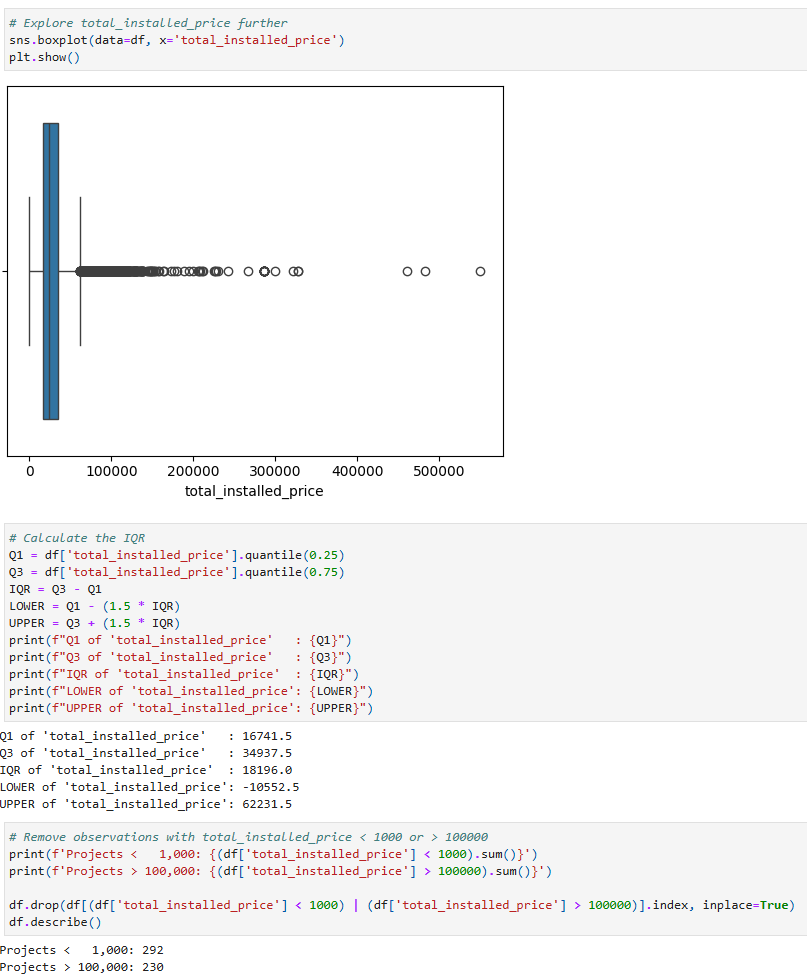 # Explore total_installed_price further
sns.boxplot(data=df, x='total_installed_price')
plt.show()
0 100000 200000 300000 400000 500000
total_installed_price
# Calculate the IQR
Q1 = df['total_installed_price'].quantile(0.25)
Q3 = df['total_installed_price'].quantile(0.75)
IQR = Q3 - Q1
LOWER = Q1 - (1.5 * IQR)
UPPER = Q3 + (1.5 * IQR)
print(f"Q1 of 'total_installed_price'   : {Q1}")
print(f"Q3 of 'total_installed_price'   : {Q3}")
print(f"IQR of 'total_installed_price'  : {IQR}")
print(f"LOWER of 'total_installed_price': {LOWER}")
print(f"UPPER of 'total_installed_price': {UPPER}")
Q1 of 'total_installed_price'   : 16741.5
Q3 of 'total_installed_price'   : 34937.5
IQR of 'total_installed_price'  : 18196.0
LOWER of 'total_installed_price': -10552.5
UPPER of 'total_installed_price': 62231.5
# Remove observations with total_installed_price < 1000 or > 100000
print(f'Projects <   1,000: {(df['total_installed_price'] < 1000).sum()}')
print(f'Projects > 100,000: {(df['total_installed_price'] > 100000).sum()}')
df.drop(df[(df['total_installed_price'] < 1000) | (df['total_installed_price'] > 100000)].index, inplace=True)
df.describe()
Projects <   1,000: 292
Projects > 100,000: 230